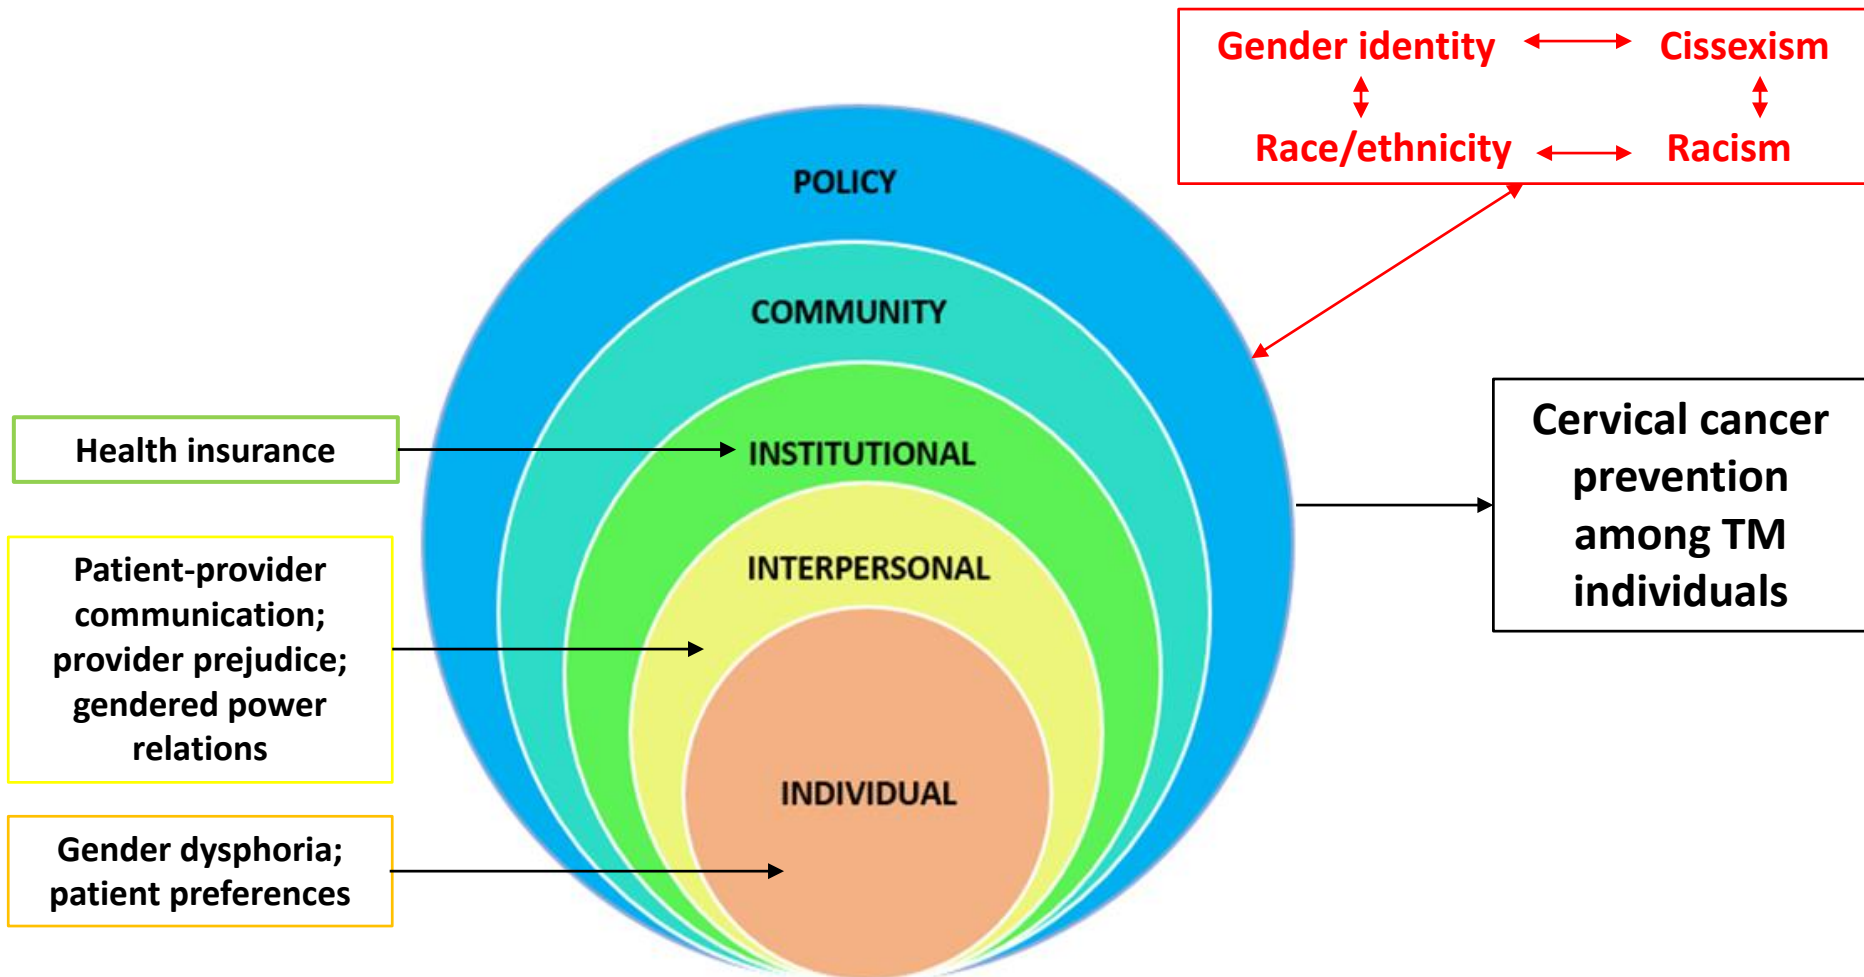 Gender identity Cissexism
Race/ethnicity Racism
POLICY
COMMUNITY
INSTITUTIONAL
INTERPERSONAL
INDIVIDUAL
Health insurance
Patient-provider
communication;
provider prejudice;
gendered power
relations
Gender dysphoria;
patient preferences
Cervical cancer
prevention
among TM
individuals